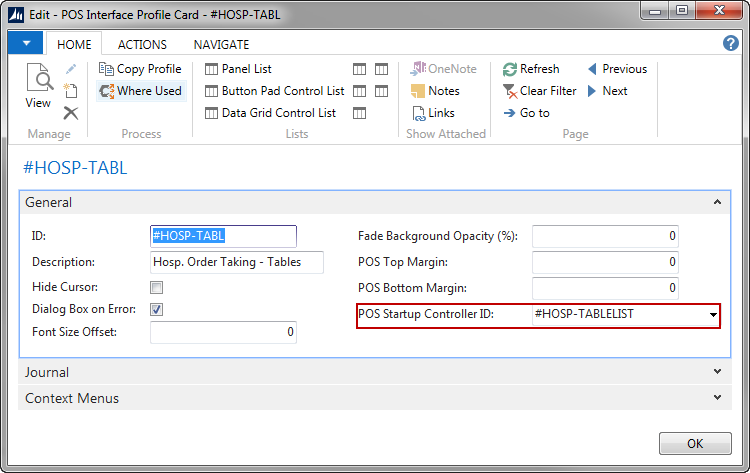 Edit - POS Interface Profile Card - #HOSP-TABL
HOME ACTIONS NAVIGATE
View
Manage
Copy Profile
Where Used
Process
Panel List
Button Pad Control List
Data Grid Control List
Lists
OneNote
Notes
Links
Show Attached
Refresh
Clear Filter
Go to
Previous
Next
Page
#HOSP-TABL
General
ID: #HOSP-TABL
Description: Hosp. Order Taking - Tables
Hide Cursor:
Dialog Box on Error:
Font Size Offset: 0
Fade Background Opacity (%): 0
POS Top Margin: 0
POS Bottom Margin: 0
POS Startup Controller ID: #HOSP-TABLELIST
Journal
Context Menus
OK